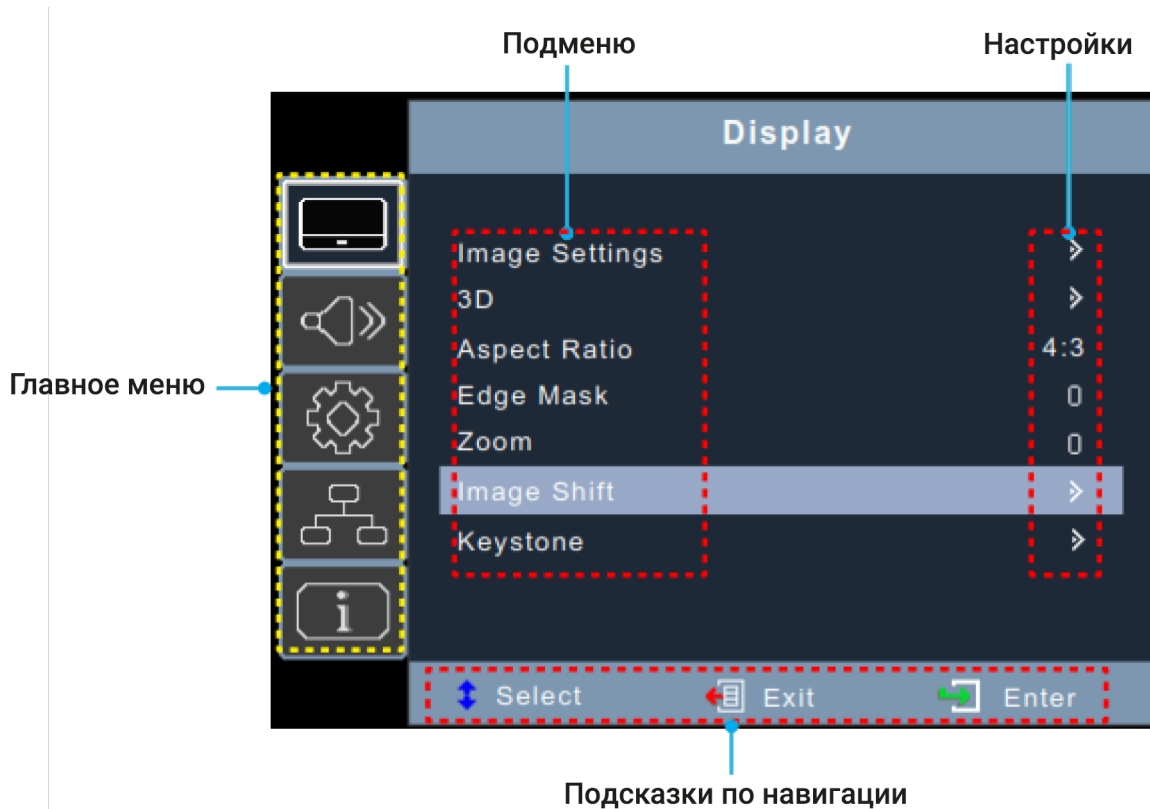 Подменю
Настройки
Display
Image Settings
3D
Aspect Ratio 4:3
Edge Mask 0
Zoom 0
Image Shift
Keystone
Главное меню
i
Select Exit Enter
Подсказки по навигации